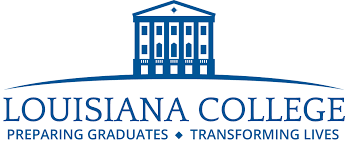 LOUISIANA COLLEGE
PREPARING GRADUATES ◆ TRANSFORMING LIVES